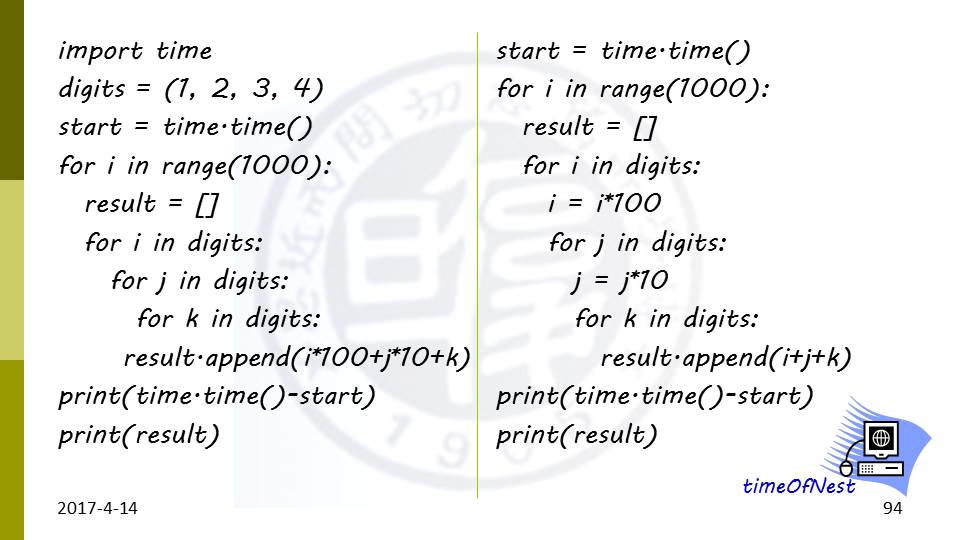 import time
digits = (1, 2, 3, 4)
start = time.time()
for i in range(1000):
  result = []
  for i in digits:
    for j in digits:
      for k in digits:
     result.append(i*100+j*10+k)
print(time.time()-start)
print(result)
start = time.time()
for i in range(1000):
  result = []
  for i in digits:
    i = i*100
    for j in digits:
      j = j*10
      for k in digits:
        result.append(i+j+k)
print(time.time()-start)
print(result)
timeOfNest
2017-4-14
94